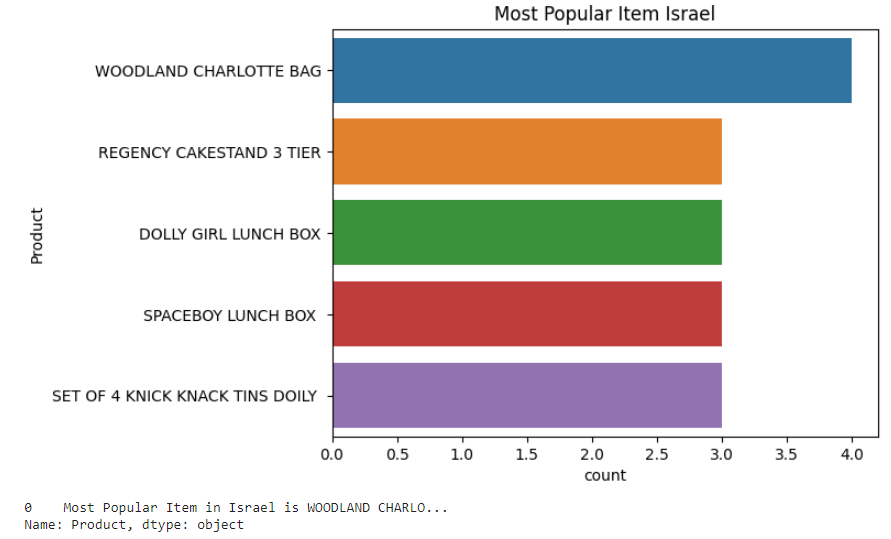 Most Popular Item Israel
WOODLAND CHARLOTTE BAG
REGENCY CAKESTAND 3 TIER
DOLLY GIRL LUNCH BOX
SPACEBOY LUNCH BOX
SET OF 4 KNICK KNACK TINS DOILY
Product
0.0 0.5 1.0 1.5 2.0 2.5 3.0 3.5 4.0
count
0    Most Popular Item in Israel is WOODLAND CHARLO...
Name: Product, dtype: object